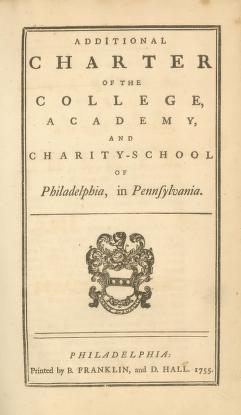 ADDITIONAL
CHARTER
OF THE
COLLEGE,
ACADEMY,
AND
CHARITY-SCHOOL
OF
Philadelphia, in Pennſylvania.
PHILADELPHIA:
Printed by B. FRANKLIN, and D. HALL. 1755.